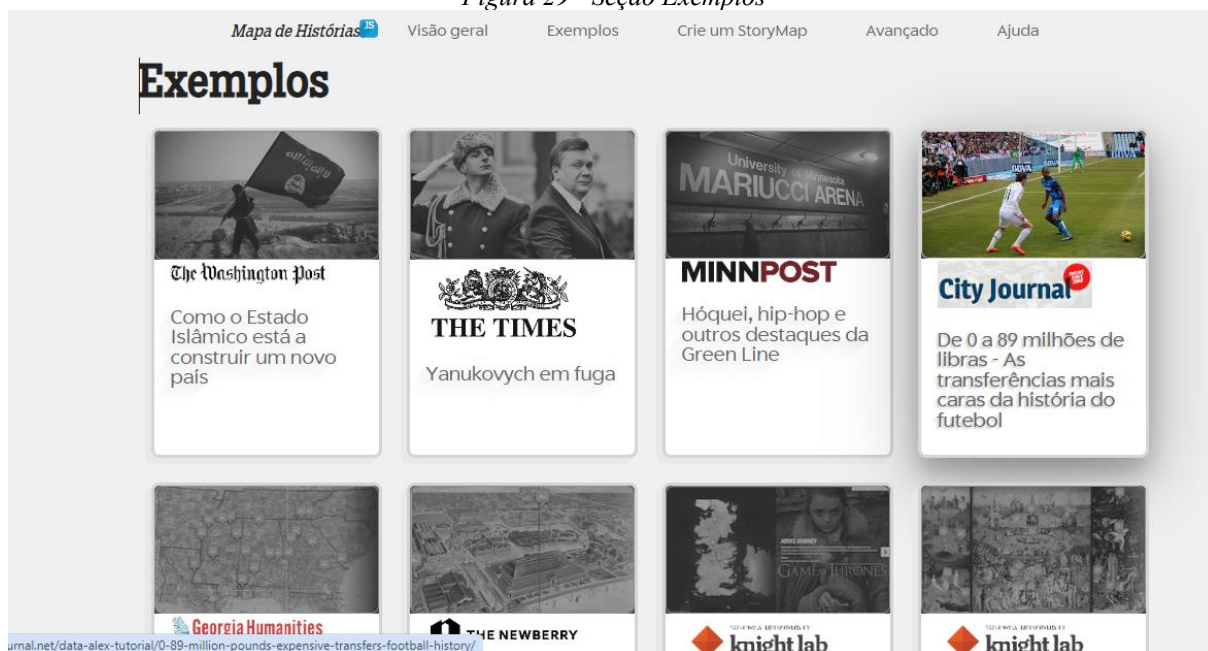 Figura 29 - Seção Exemplos
Mapa de Histórias JS
Visão geral
Exemplos
Crie um StoryMap
Avançado
Ajuda
Exemplos
University of Minnesota
MARIUCCI ARENA
BBVA
The Washington Post
Como o Estado
Islâmico está a
construir um novo
país
THE TIMES
Yanukovych em fuga
MINNPOST
Hóquei, hip-hop e
outros destaques da
Green Line
City Journal
De 0 a 89 milhões de
libras - As
transferências mais
caras da história do
futebol
GAME OF THRONES
Georgia Humanities
THE NEWBERRY
knight lab
knight lab
urnal.net/data-alex-tutorial/0-89-million-pounds-expensive-transfers-football-history/